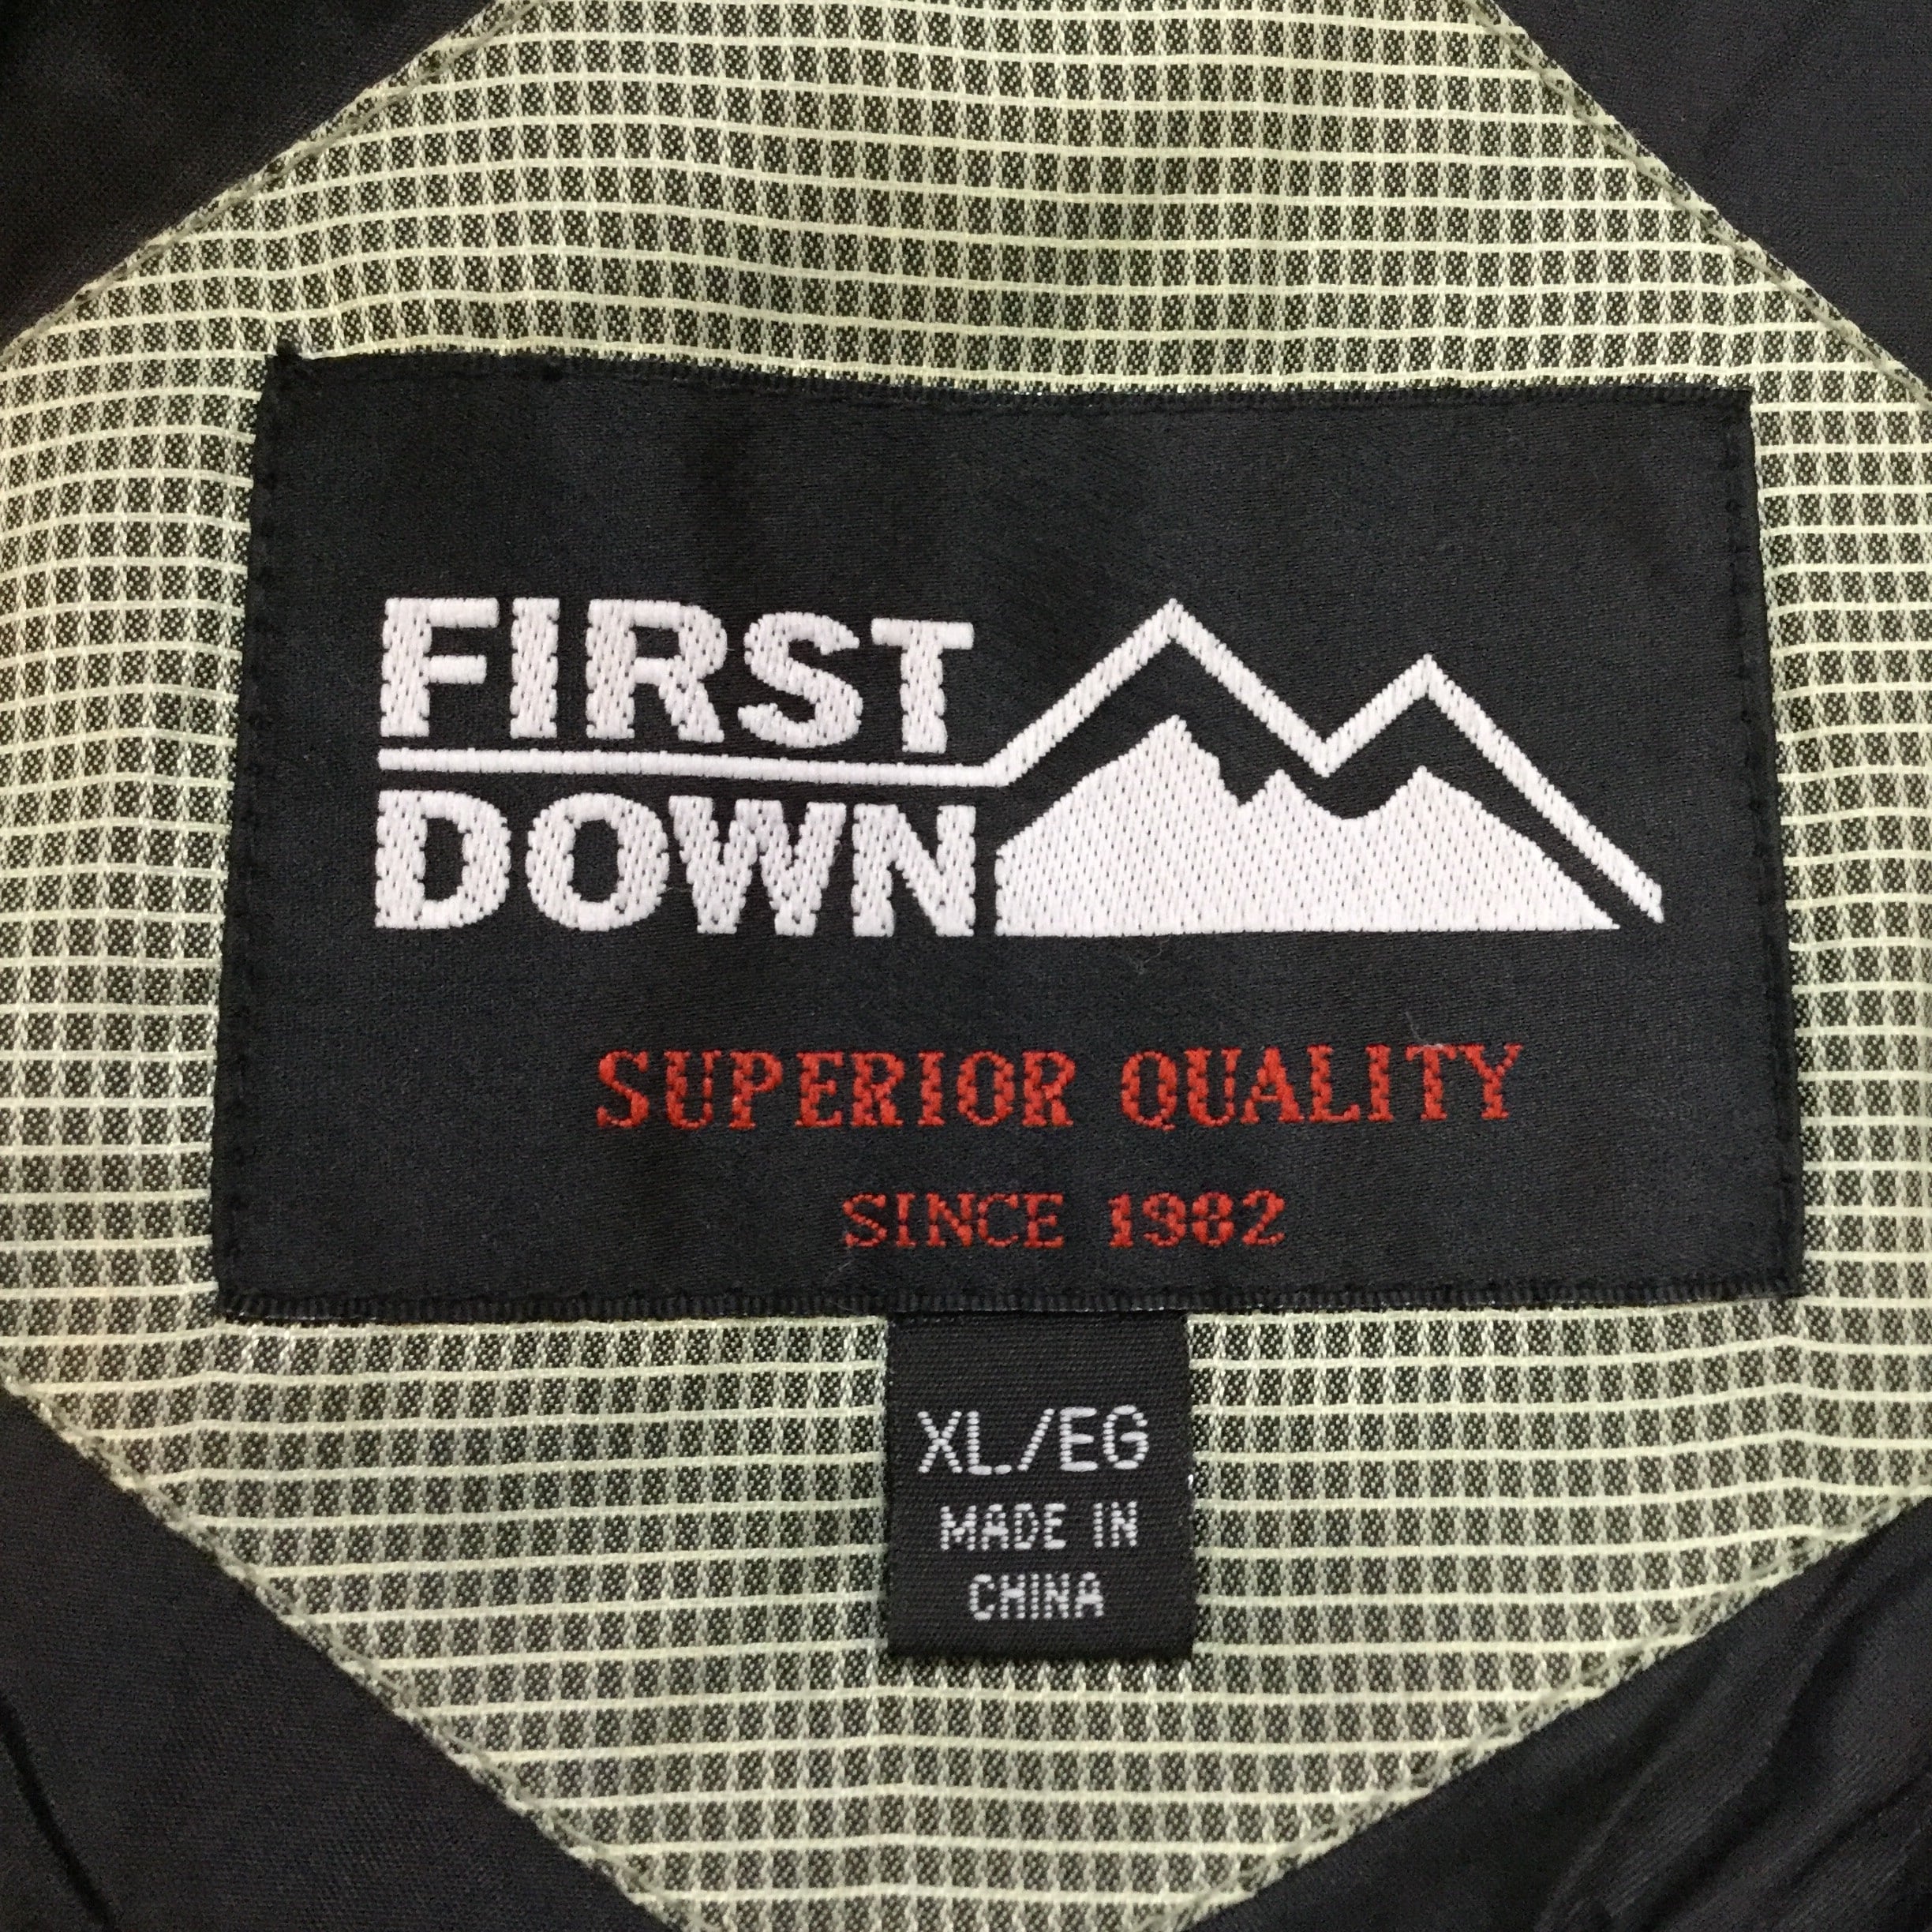 FIRST
DOWN
SUPERIOR QUALITY
SINCE 1982
XL/EG
MADE IN
CHINA